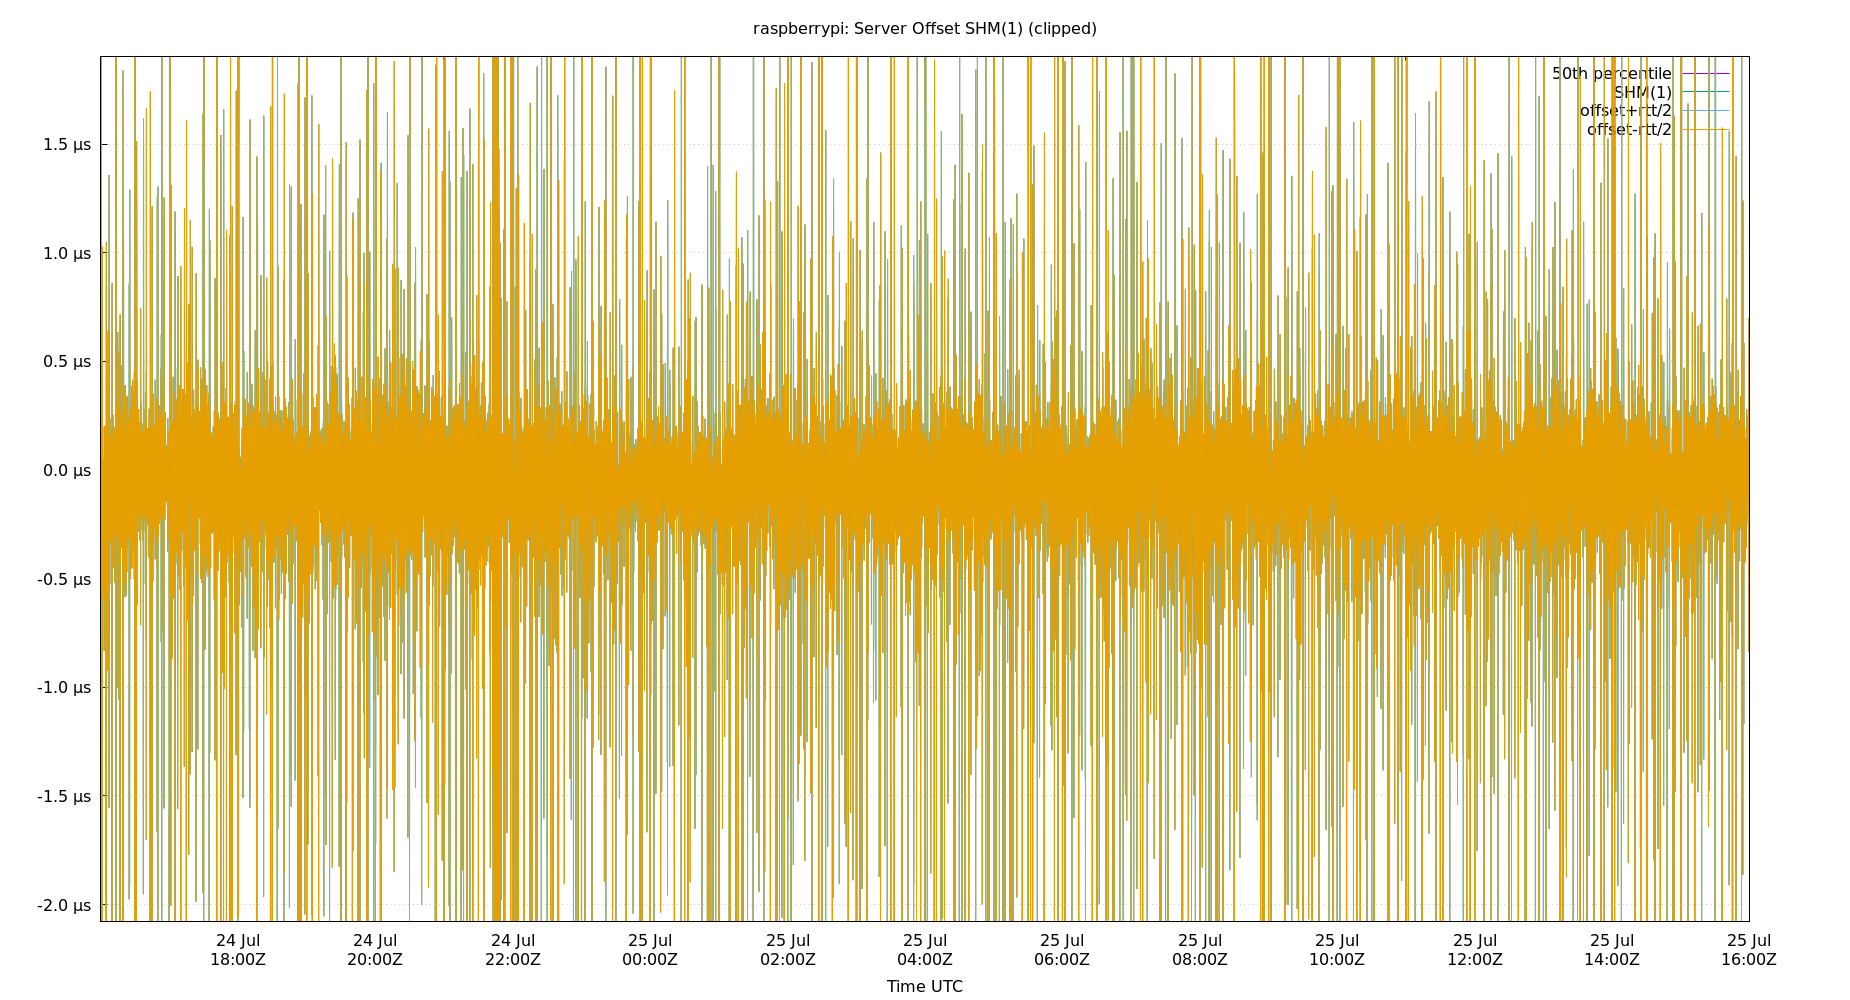 raspberrypi: Server Offset SHM(1) (clipped)
50th percentile
SHM(1)
offset+rtt/2
offset-rtt/2
1.5 µs
1.0 µs
0.5 µs
0.0 µs
-0.5 µs
-1.0 µs
-1.5 µs
-2.0 µs
24 Jul 24 Jul 24 Jul 25 Jul 25 Jul 25 Jul 25 Jul 25 Jul 25 Jul 25 Jul 25 Jul 25 Jul
18:00Z 20:00Z 22:00Z 00:00Z 02:00Z 04:00Z 06:00Z 08:00Z 10:00Z 12:00Z 14:00Z 16:00Z
Time UTC